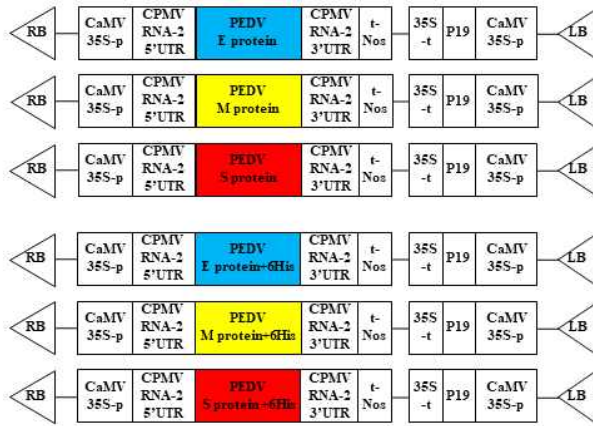 RB
CaMV
35S-p
CPMV
RNA-2
5'UTR
PEDV
E protein
CPMV
RNA-2
3'UTR
t-
Nos
35S
-t
P19
CaMV
35S-p
LB
RB
CaMV
35S-p
CPMV
RNA-2
5'UTR
PEDV
M protein
CPMV
RNA-2
3'UTR
t-
Nos
35S
-t
P19
CaMV
35S-p
LB
RB
CaMV
35S-p
CPMV
RNA-2
5'UTR
PEDV
S protein
CPMV
RNA-2
3'UTR
t-
Nos
35S
-t
P19
CaMV
35S-p
LB
RB
CaMV
35S-p
CPMV
RNA-2
5'UTR
PEDV
E protein+6His
CPMV
RNA-2
3'UTR
t-
Nos
35S
-t
P19
CaMV
35S-p
LB
RB
CaMV
35S-p
CPMV
RNA-2
5'UTR
PEDV
M protein+6His
CPMV
RNA-2
3'UTR
t-
Nos
35S
-t
P19
CaMV
35S-p
LB
RB
CaMV
35S-p
CPMV
RNA-2
5'UTR
PEDV
S protein+6His
CPMV
RNA-2
3'UTR
t-
Nos
35S
-t
P19
CaMV
35S-p
LB